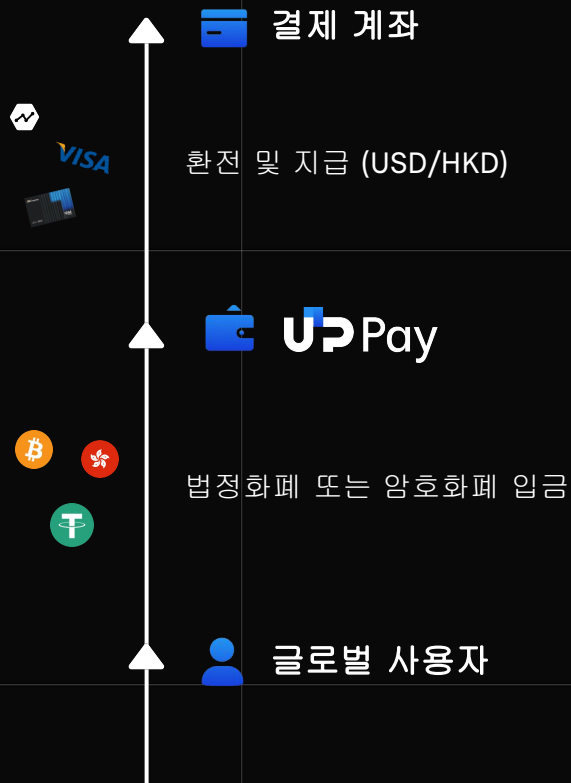 결제 계좌
VISA
환전 및 지급 (USD/HKD)
UP Pay
법정화폐 또는 암호화폐 입금
글로벌 사용자